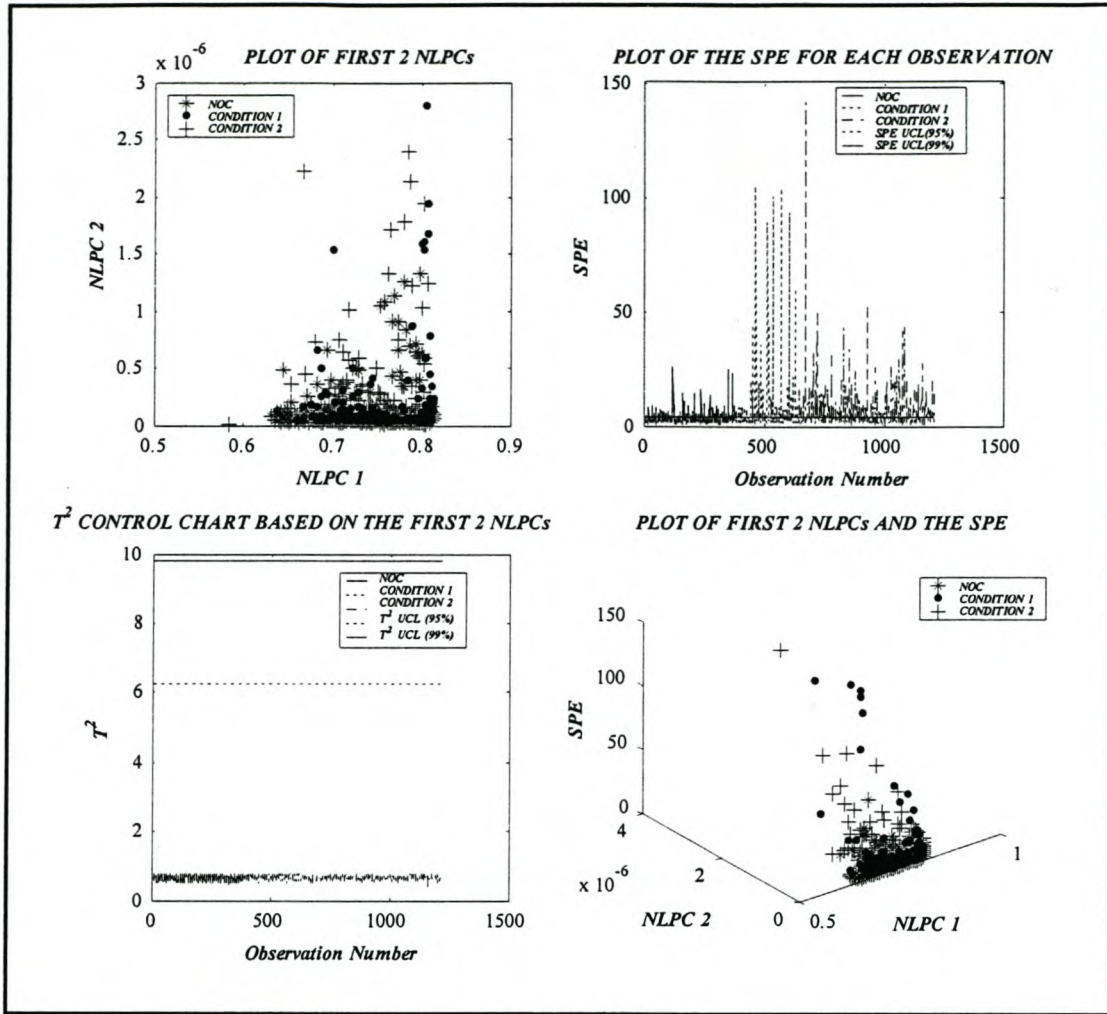 PLOT OF FIRST 2 NLPCs
x 10-6
3
2.5
2
1.5
1
0.5
0
NLPC 2
NOC
CONDITION 1
CONDITION 2
0.5 0.6 0.7 0.8 0.9
NLPC 1
PLOT OF THE SPE FOR EACH OBSERVATION
150
100
50
0
SPE
NOC
CONDITION 1
CONDITION 2
SPE UCL(95%)
SPE UCL(99%)
0 500 1000 1500
Observation Number
T2 CONTROL CHART BASED ON THE FIRST 2 NLPCs
10
8
6
4
2
0
T2
NOC
CONDITION 1
CONDITION 2
T2 UCL (95%)
T2 UCL (99%)
0 500 1000 1500
Observation Number
PLOT OF FIRST 2 NLPCs AND THE SPE
NOC
CONDITION 1
CONDITION 2
150
100
50
0
SPE
4
x 10-6
2
0
NLPC 2
0.5
1
NLPC 1